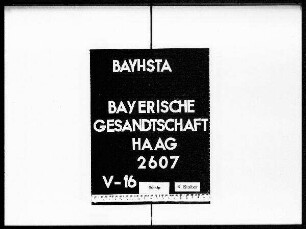 BAYHSTA
BAYERISCHE
GESANDTSCHAFT
HAAG
2607
V-16